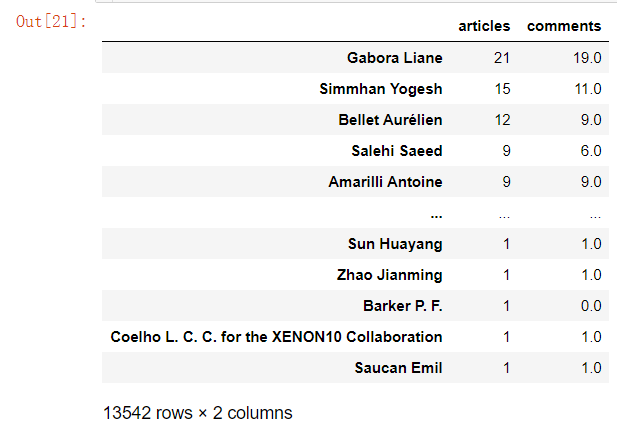 Out[21]:
articles comments
Gabora Liane 21 19.0
Simmhan Yogesh 15 11.0
Bellet Aurélien 12 9.0
Salehi Saeed 9 6.0
Amarilli Antoine 9 9.0
... ... ...
Sun Huayang 1 1.0
Zhao Jianming 1 1.0
Barker P. F. 1 0.0
Coelho L. C. C. for the XENON10 Collaboration 1 1.0
Saucan Emil 1 1.0
13542 rows × 2 columns